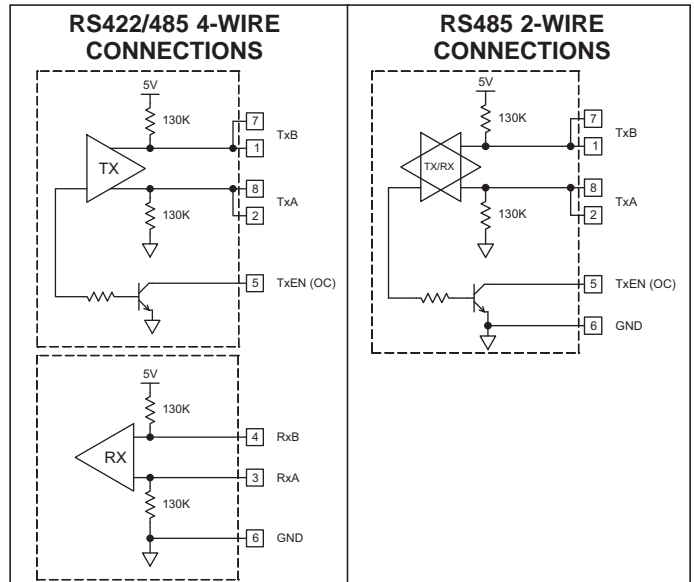 RS422/485 4-WIRE
CONNECTIONS
5V
130K
7
TxB
1
TX
8
TxA
130K
2
5
TxEN (OC)
5V
130K
4
RxB
RX
3
RxA
130K
6
GND
RS485 2-WIRE
CONNECTIONS
5V
130K
7
TxB
1
TX/RX
8
TxA
130K
2
5
TxEN (OC)
6
GND